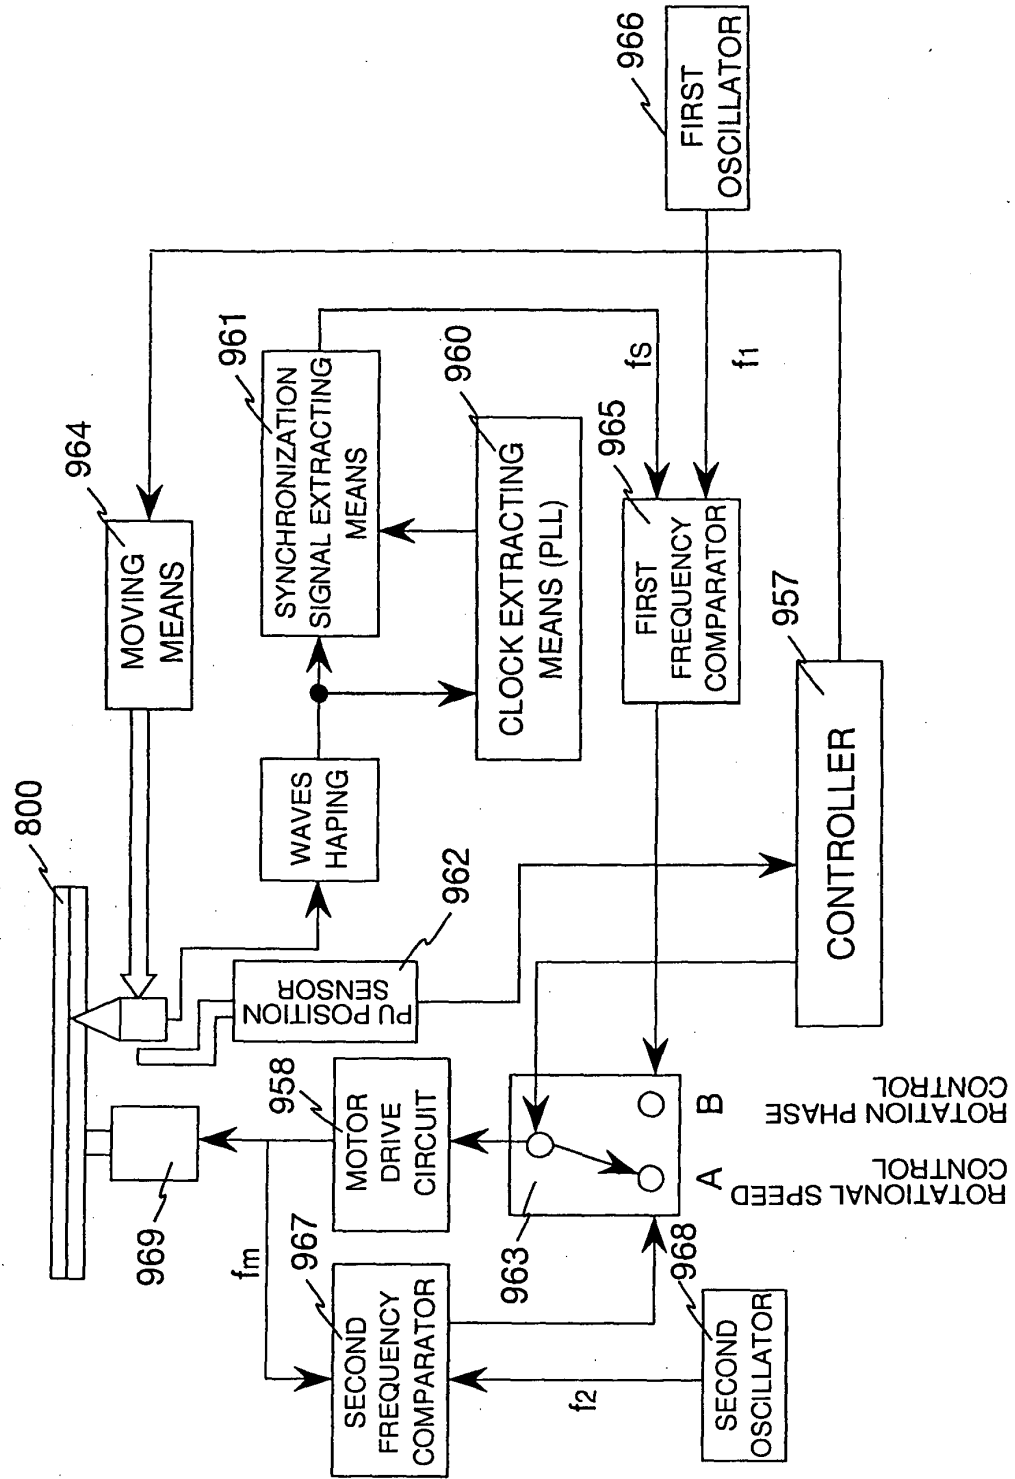 800
964
MOVING
MEANS
961
SYNCHRONIZATION
SIGNAL EXTRACTING
MEANS
966
FIRST
OSCILLATOR
969
fm
PU POSITION
SENSOR
962
WAVES
HAPING
960
CLOCK EXTRACTING
MEANS (PLL)
fs
f1
967
SECOND
FREQUENCY
COMPARATOR
958
MOTOR
DRIVE
CIRCUIT
965
FIRST
FREQUENCY
COMPARATOR
963
A
B
ROTATIONAL SPEED
CONTROL
ROTATION PHASE
CONTROL
f2
968
SECOND
OSCILLATOR
957
CONTROLLER